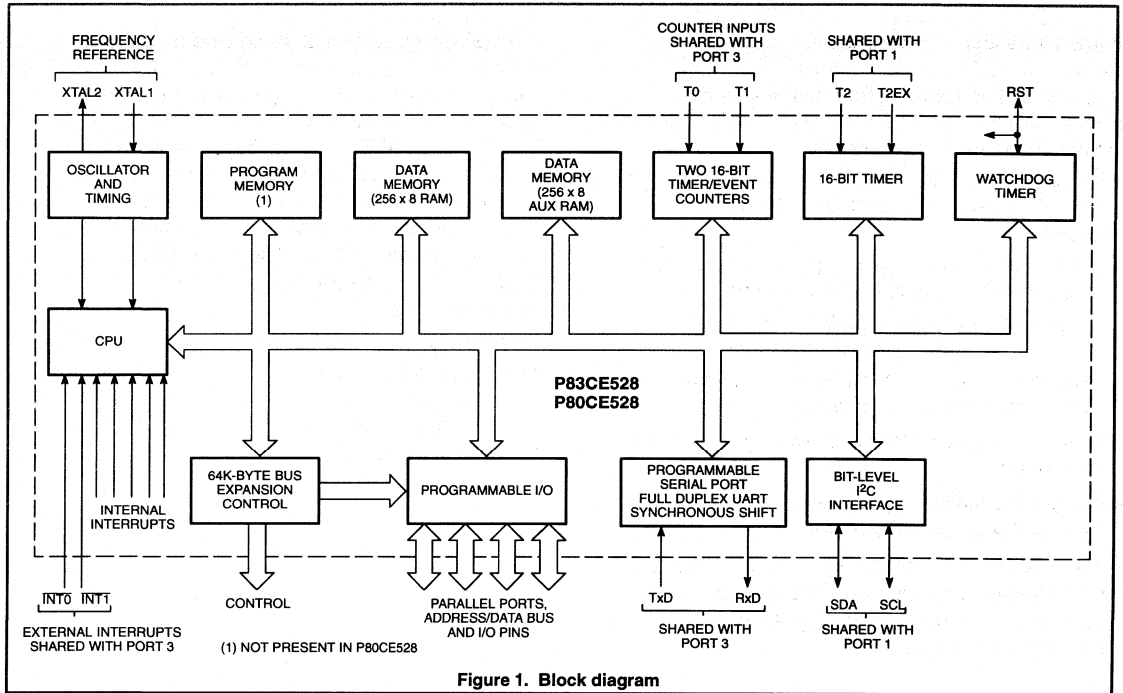 FREQUENCY
REFERENCE
XTAL2 XTAL1
COUNTER INPUTS
SHARED WITH
PORT 3
T0 T1
SHARED WITH
PORT 1
T2 T2EX
RST
OSCILLATOR
AND
TIMING
PROGRAM
MEMORY
(1)
DATA
MEMORY
(256 x 8 RAM)
DATA
MEMORY
(256 x 8
AUX RAM)
TWO 16-BIT
TIMER/EVENT
COUNTERS
16-BIT TIMER
WATCHDOG
TIMER
CPU
P83CE528
P80CE528
INTERNAL
INTERRUPTS
64K-BYTE BUS
EXPANSION
CONTROL
PROGRAMMABLE I/O
PROGRAMMABLE
SERIAL PORT
FULL DUPLEX UART
SYNCHRONOUS SHIFT
BIT-LEVEL
I²C
INTERFACE
INT0 INT1
EXTERNAL INTERRUPTS
SHARED WITH PORT 3
CONTROL
PARALLEL PORTS,
ADDRESS/DATA BUS
AND I/O PINS
TxD RxD
SHARED WITH
PORT 3
SDA SCL
SHARED WITH
PORT 1
(1) NOT PRESENT IN P80CE528
Figure 1. Block diagram